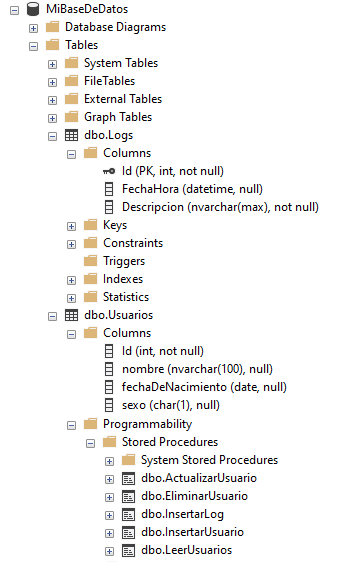 MiBaseDeDatos
Database Diagrams
Tables
System Tables
FileTables
External Tables
Graph Tables
dbo.Logs
Columns
Id (PK, int, not null)
FechaHora (datetime, null)
Descripcion (nvarchar(max), not null)
Keys
Constraints
Triggers
Indexes
Statistics
dbo.Usuarios
Columns
Id (int, not null)
nombre (nvarchar(100), null)
fechaDeNacimiento (date, null)
sexo (char(1), null)
Programmability
Stored Procedures
System Stored Procedures
dbo.ActualizarUsuario
dbo.EliminarUsuario
dbo.InsertarLog
dbo.InsertarUsuario
dbo.LeerUsuarios